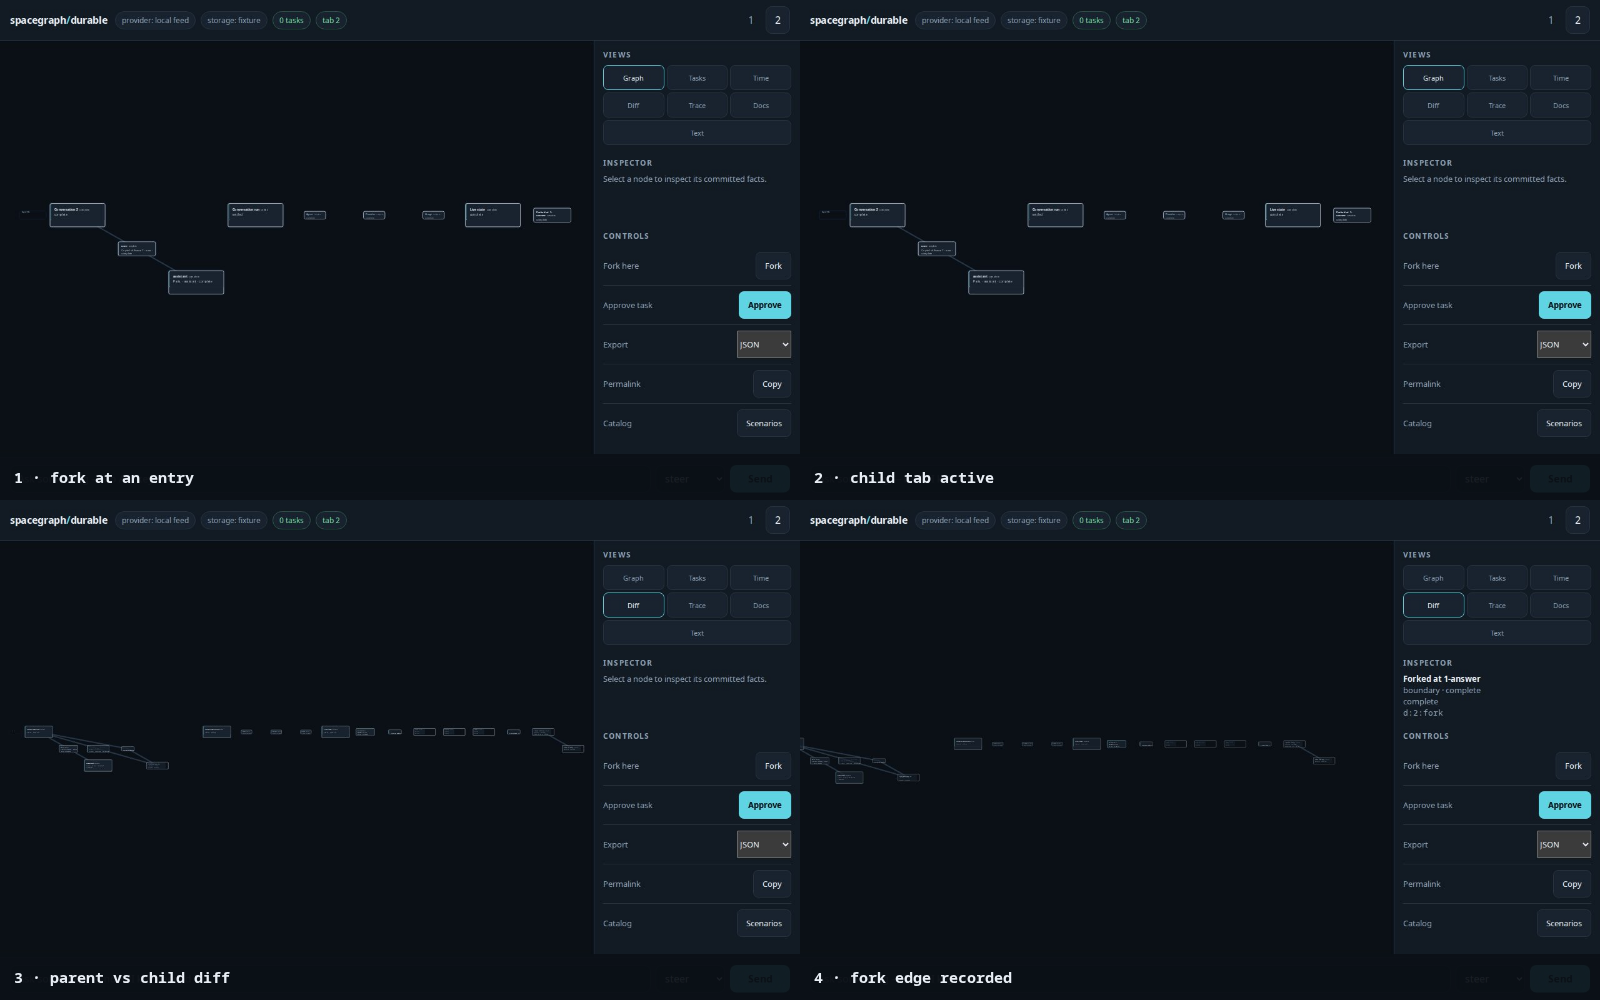 spacegraph/durable provider: local feed storage: fixture 0 tasks tab 2 1 2
VIEWS
Graph Tasks Time
Diff Trace Docs
Text
INSPECTOR
Select a node to inspect its committed facts.
CONTROLS
Fork here Fork
Approve task Approve
Export JSON
Permalink Copy
Catalog Scenarios
steer Send
1 · fork at an entry
spacegraph/durable provider: local feed storage: fixture 0 tasks tab 2 1 2
VIEWS
Graph Tasks Time
Diff Trace Docs
Text
INSPECTOR
Select a node to inspect its committed facts.
CONTROLS
Fork here Fork
Approve task Approve
Export JSON
Permalink Copy
Catalog Scenarios
steer Send
2 · child tab active
spacegraph/durable provider: local feed storage: fixture 0 tasks tab 2 1 2
VIEWS
Graph Tasks Time
Diff Trace Docs
Text
INSPECTOR
Select a node to inspect its committed facts.
CONTROLS
Fork here Fork
Approve task Approve
Export JSON
Permalink Copy
Catalog Scenarios
steer Send
3 · parent vs child diff
spacegraph/durable provider: local feed storage: fixture 0 tasks tab 2 1 2
VIEWS
Graph Tasks Time
Diff Trace Docs
Text
INSPECTOR
Forked at 1-answer
boundary · complete
complete
d:2:fork
CONTROLS
Fork here Fork
Approve task Approve
Export JSON
Permalink Copy
Catalog Scenarios
steer Send
4 · fork edge recorded